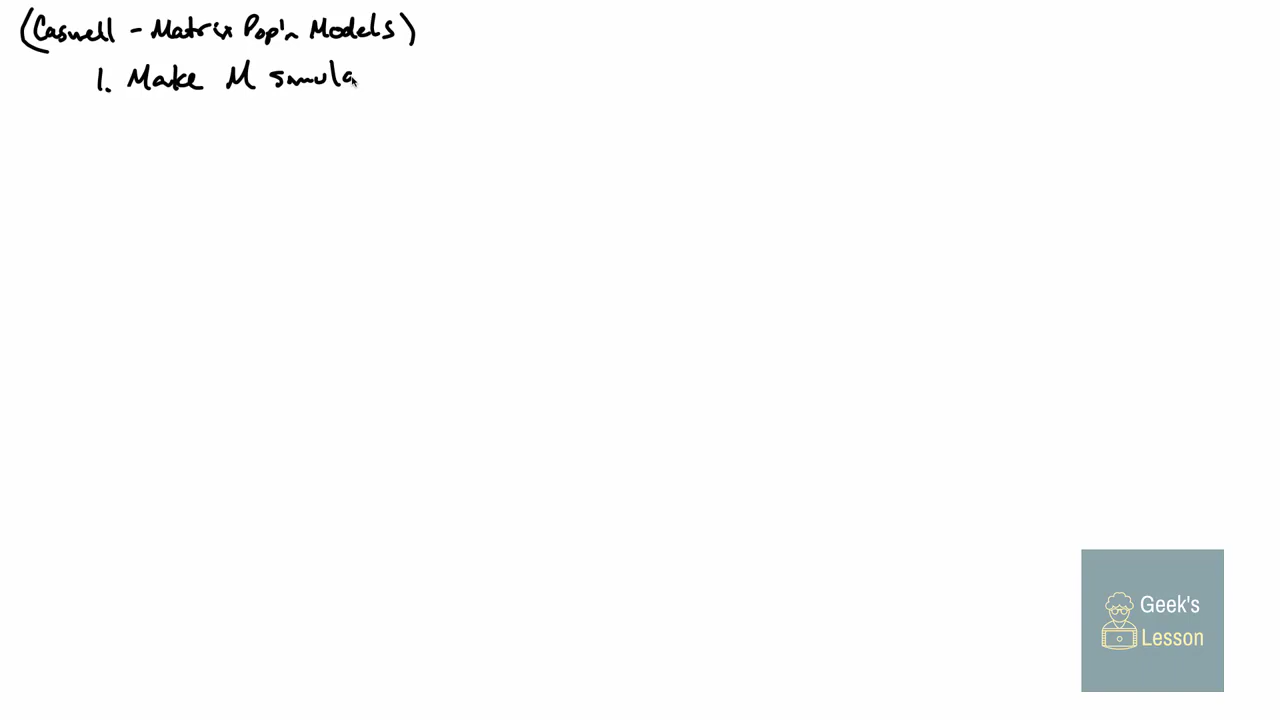 (Caswell - Matrix Pop'n Models)
1. Make M simula
Geek's
Lesson